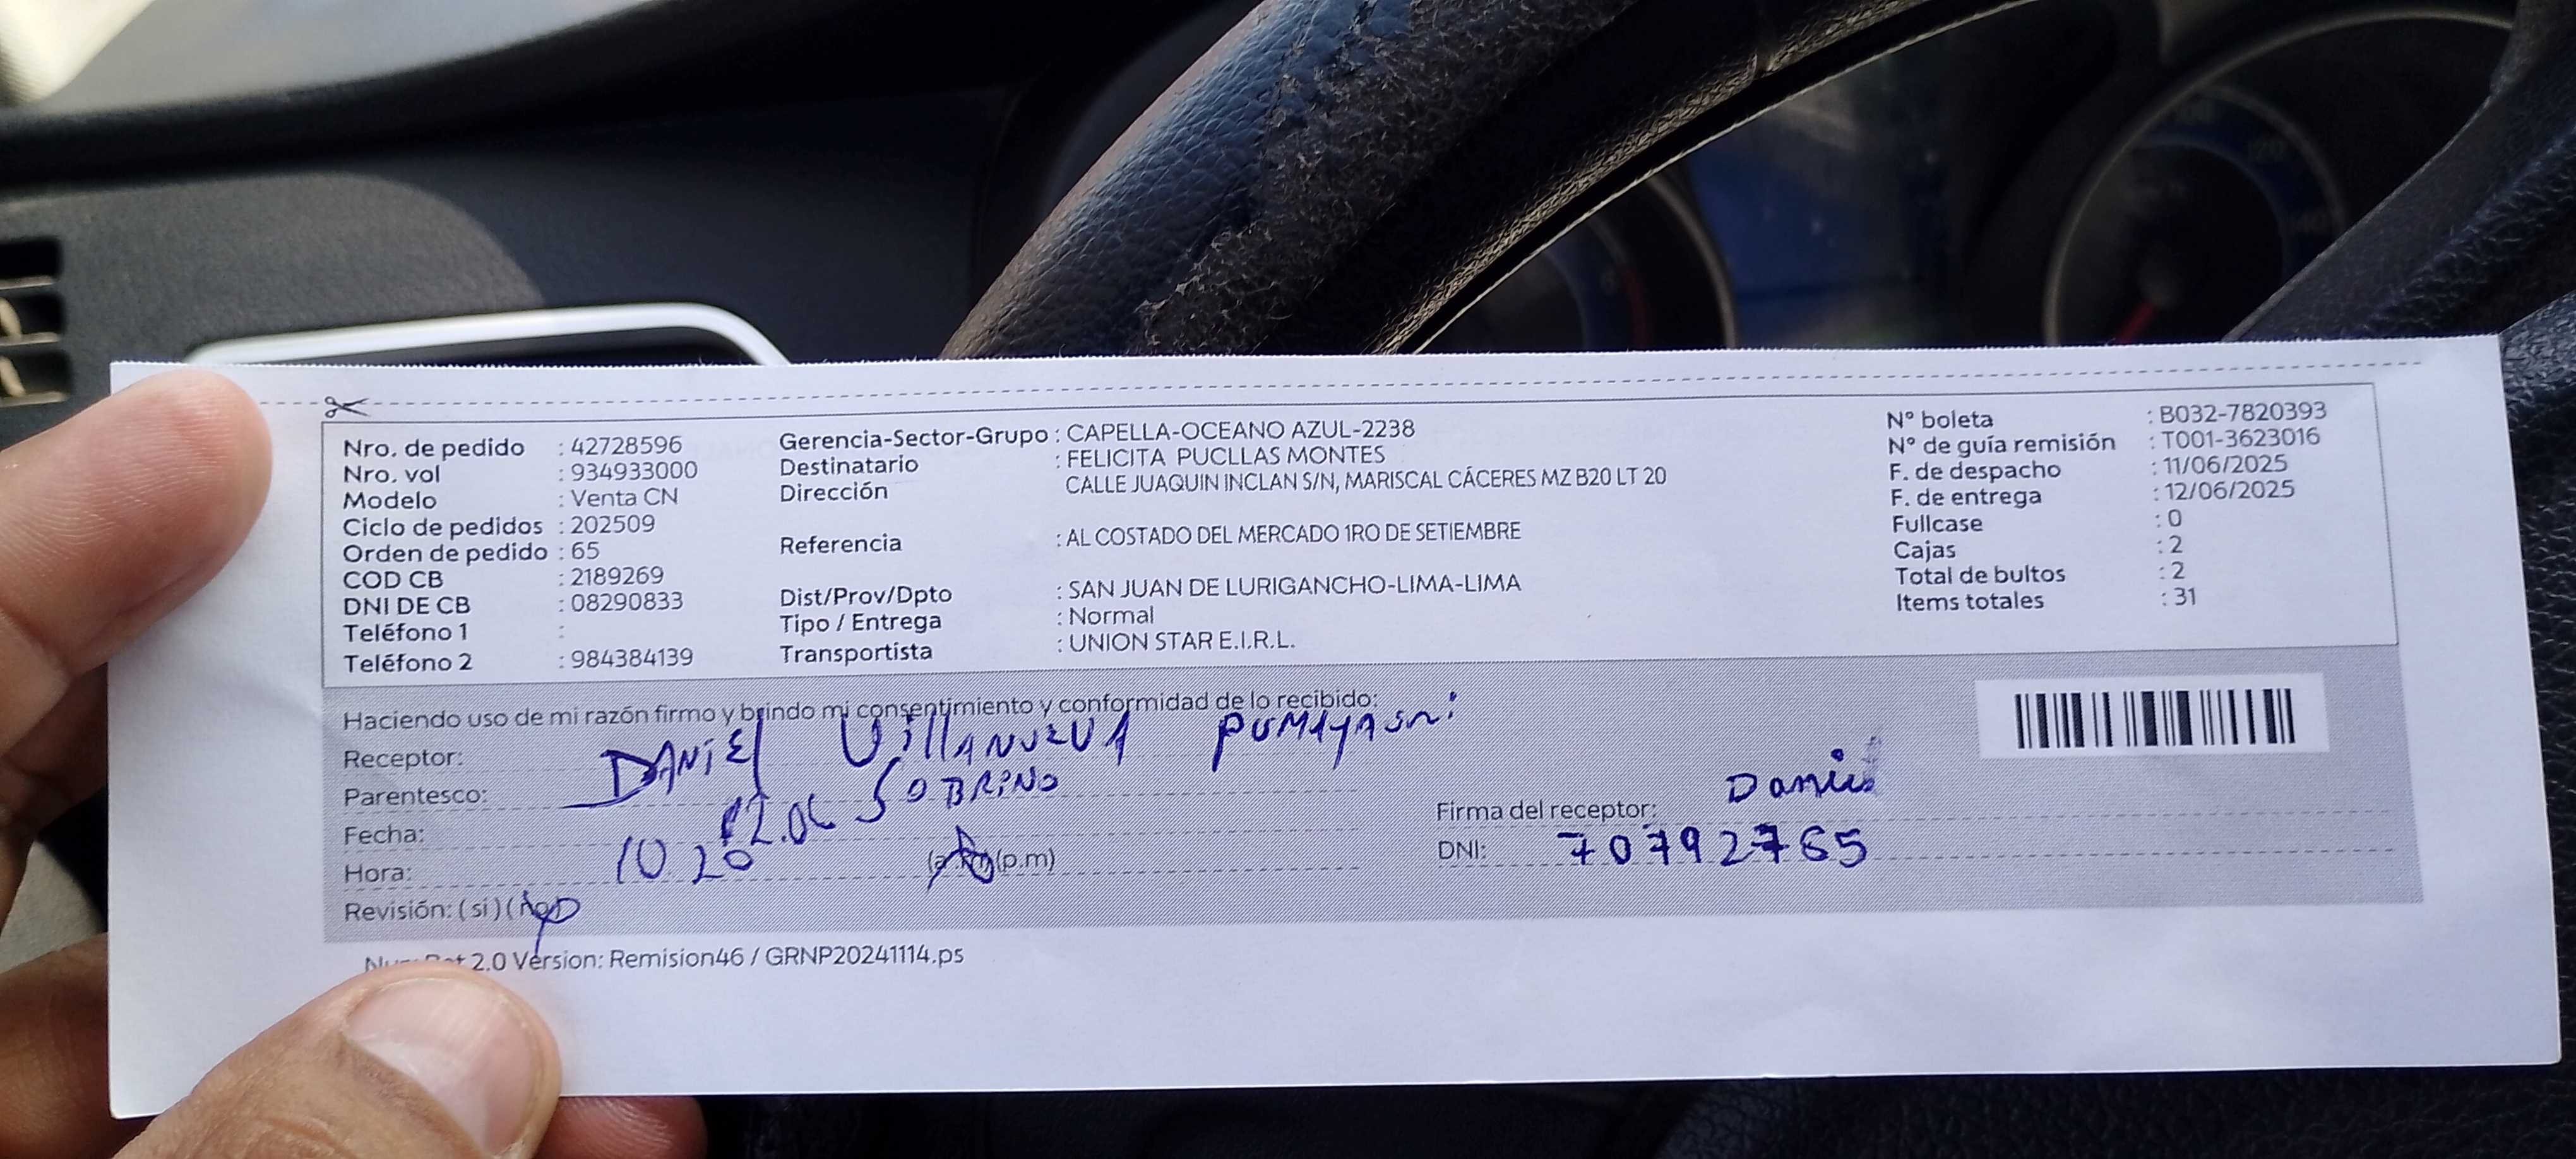 Nro. de pedido : 42728596
Nro. vol : 934933000
Modelo : Venta CN
Ciclo de pedidos : 202509
Orden de pedido : 65
COD CB : 2189269
DNI DE CB : 08290833
Teléfono 1 :
Teléfono 2 : 984384139
Gerencia-Sector-Grupo : CAPELLA-OCEANO AZUL-2238
Destinatario : FELICITA PUCLLAS MONTES
Dirección CALLE JUAQUIN INCLAN S/N, MARISCAL CÁCERES MZ B20 LT 20
Referencia : AL COSTADO DEL MERCADO 1RO DE SETIEMBRE
Dist/Prov/Dpto : SAN JUAN DE LURIGANCHO-LIMA-LIMA
Tipo / Entrega : Normal
Transportista : UNION STAR E.I.R.L.
N° boleta : B032-7820393
N° de guía remisión : T001-3623016
F. de despacho : 11/06/2025
F. de entrega : 12/06/2025
Fullcase : 0
Cajas : 2
Total de bultos : 2
Items totales : 31
Haciendo uso de mi razón firmo y brindo mi consentimiento y conformidad de lo recibido:
Receptor: DANiEl VillANUEVA
Parentesco: SOBRiNO
Fecha: 12.06
Hora: 10 20 (p.m)
Revisión: (si) (no)
Firma del receptor: Daniel
DNI: 70792765
2.0 Version: Remision46 / GRNP20241114.ps